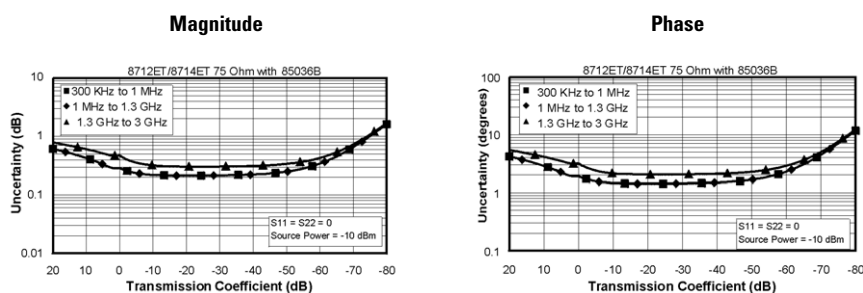 Magnitude
8712ET/8714ET 75 Ohm with 85036B
Uncertainty (dB)
10
1
0.1
0.01
300 KHz to 1 MHz
1 MHz to 1.3 GHz
1.3 GHz to 3 GHz
S11 = S22 = 0
Source Power = -10 dBm
20 10 0 -10 -20 -30 -40 -50 -60 -70 -80
Transmission Coefficient (dB)
Phase
8712ET/8714ET 75 Ohm with 85036B
Uncertainty (degrees)
100
10
1
0.1
300 KHz to 1 MHz
1 MHz to 1.3 GHz
1.3 GHz to 3 GHz
S11 = S22 = 0
Source Power = -10 dBm
20 10 0 -10 -20 -30 -40 -50 -60 -70 -80
Transmission Coefficient (dB)